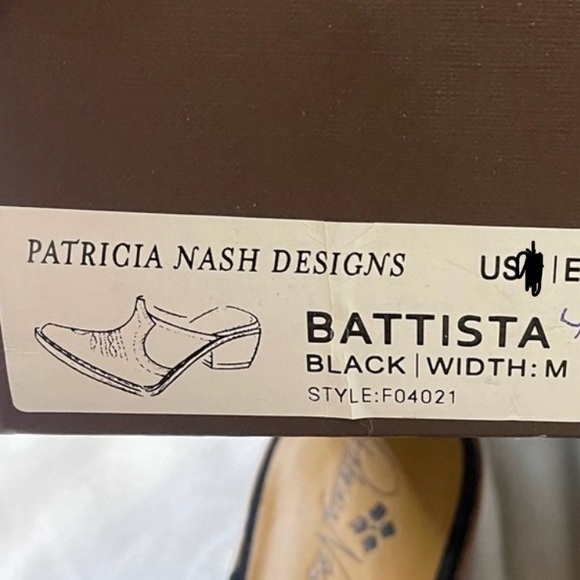 PATRICIA NASH DESIGNS
US | E
BATTISTA
BLACK | WIDTH: M
STYLE:F04021